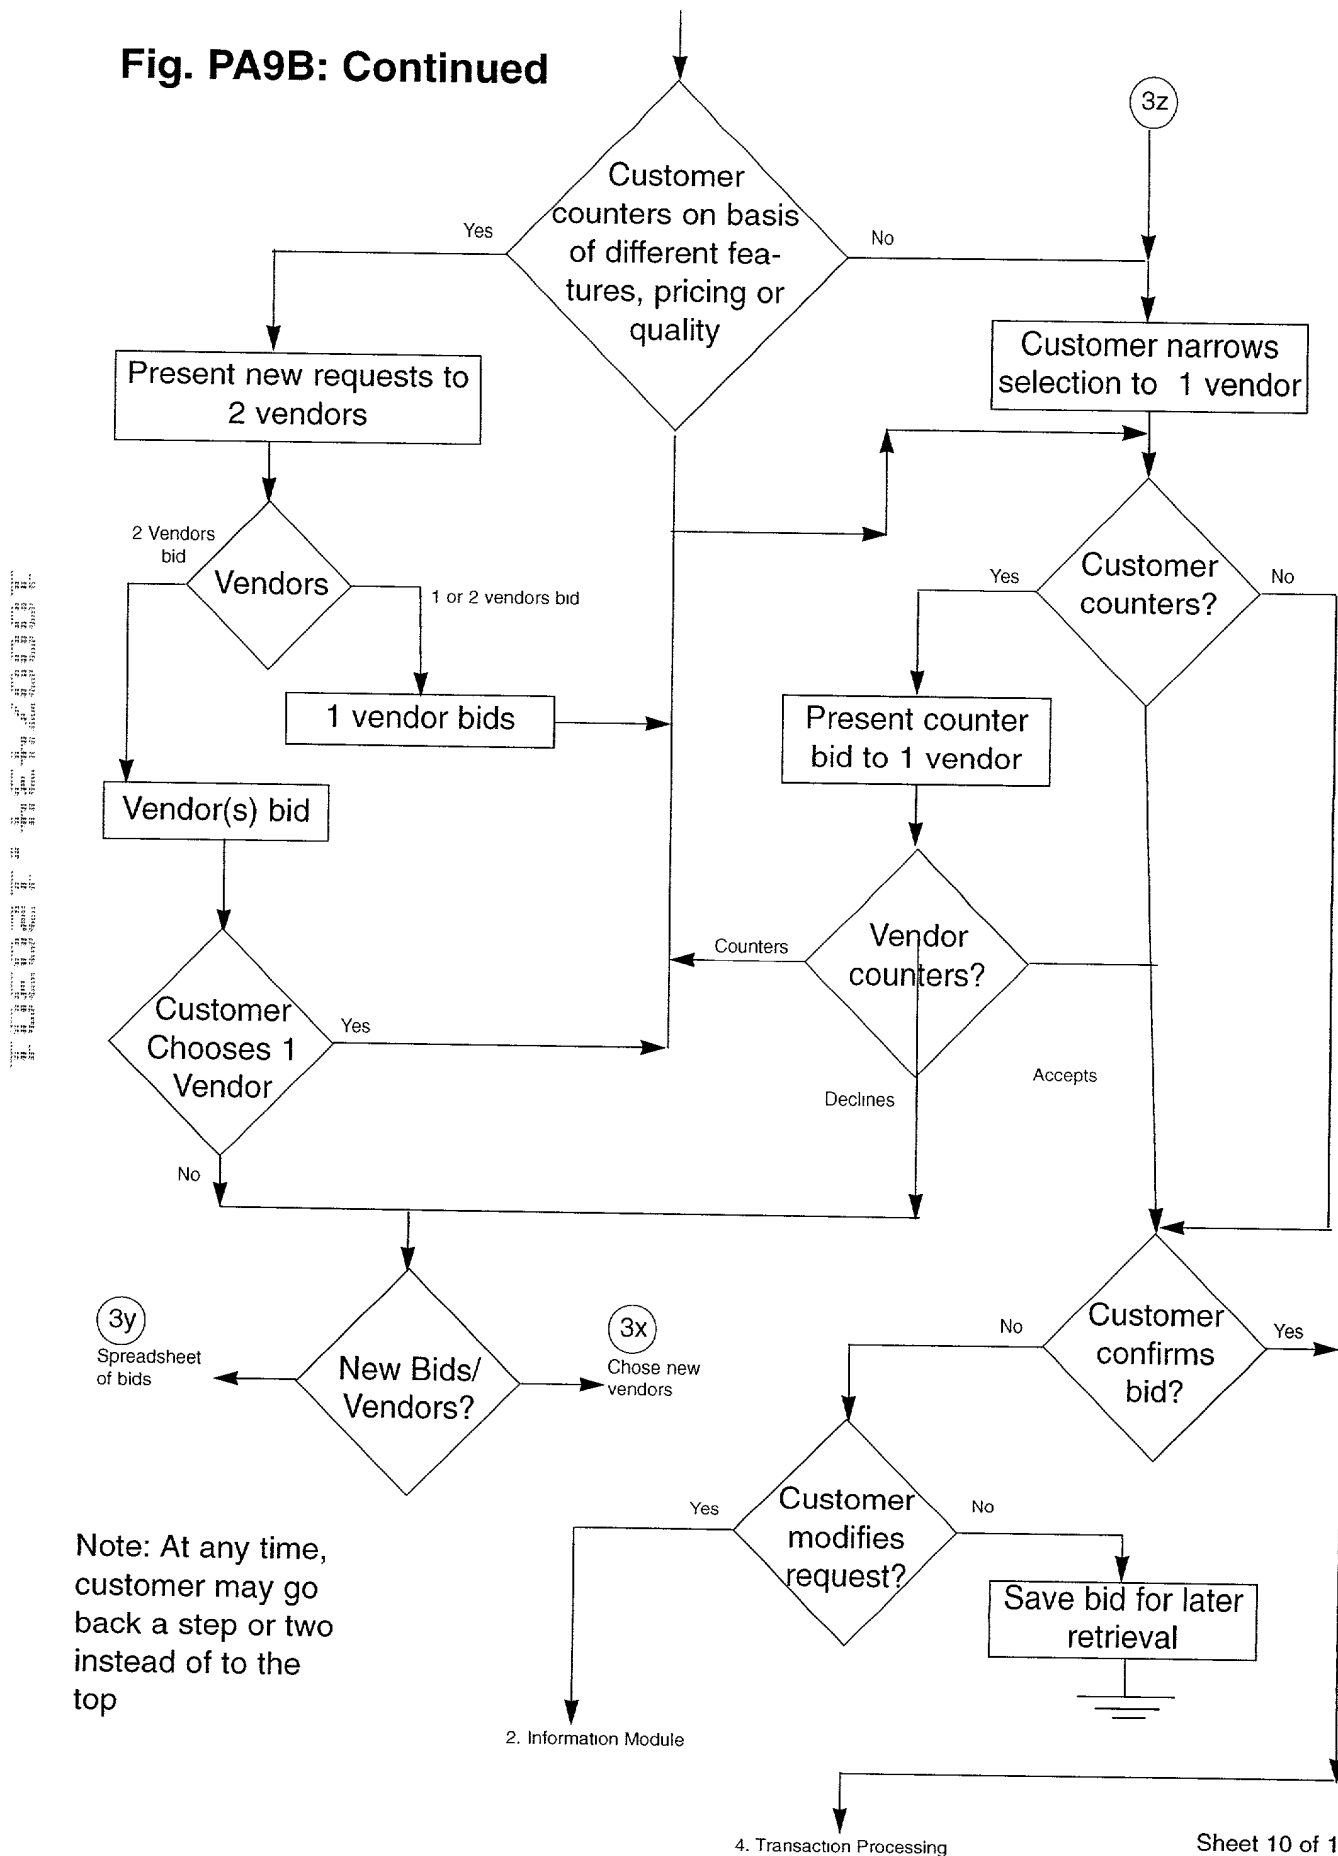 Fig. PA9B: Continued
3z
Customer
counters on basis
of different fea-
tures, pricing or
quality
Yes
No
Present new requests to
2 vendors
Customer narrows
selection to 1 vendor
2 Vendors
bid
Vendors
1 or 2 vendors bid
Customer
counters?
Yes
No
1 vendor bids
Present counter
bid to 1 vendor
Vendor(s) bid
Vendor
counters?
Counters
Customer
Chooses 1
Vendor
Yes
Declines
Accepts
No
3y
Spreadsheet
of bids
New Bids/
Vendors?
3x
Chose new
vendors
No
Customer
confirms
bid?
Yes
Yes
Customer
modifies
request?
No
Save bid for later
retrieval
Note: At any time,
customer may go
back a step or two
instead of to the
top
2. Information Module
4. Transaction Processing
Sheet 10 of 1